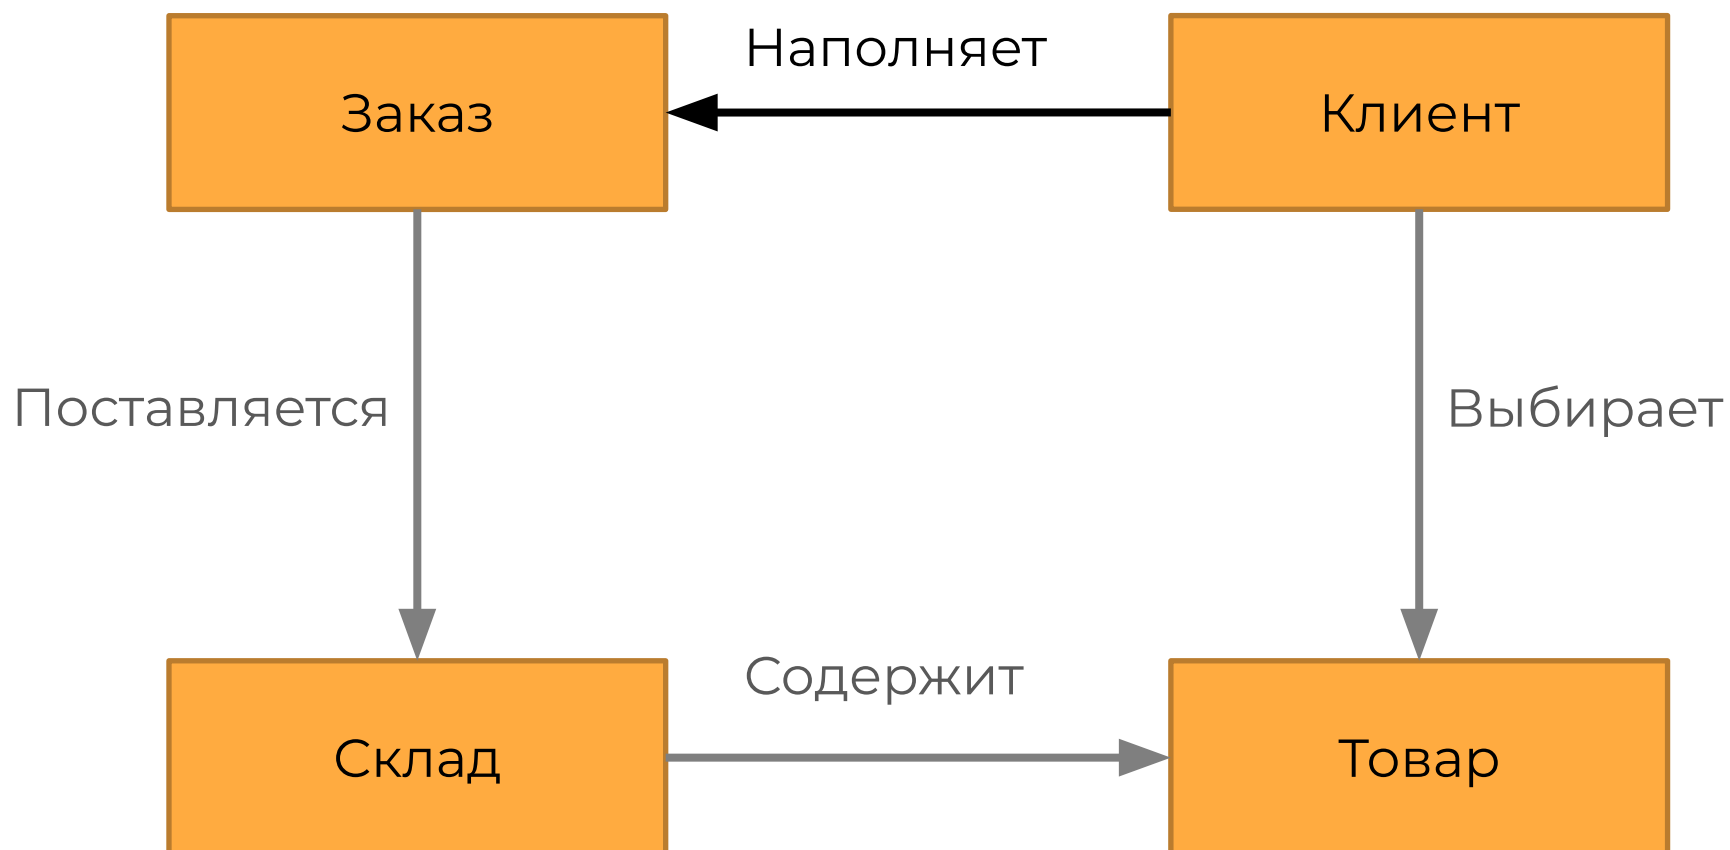 Наполняет
Заказ
Клиент
Поставляется
Выбирает
Содержит
Склад
Товар